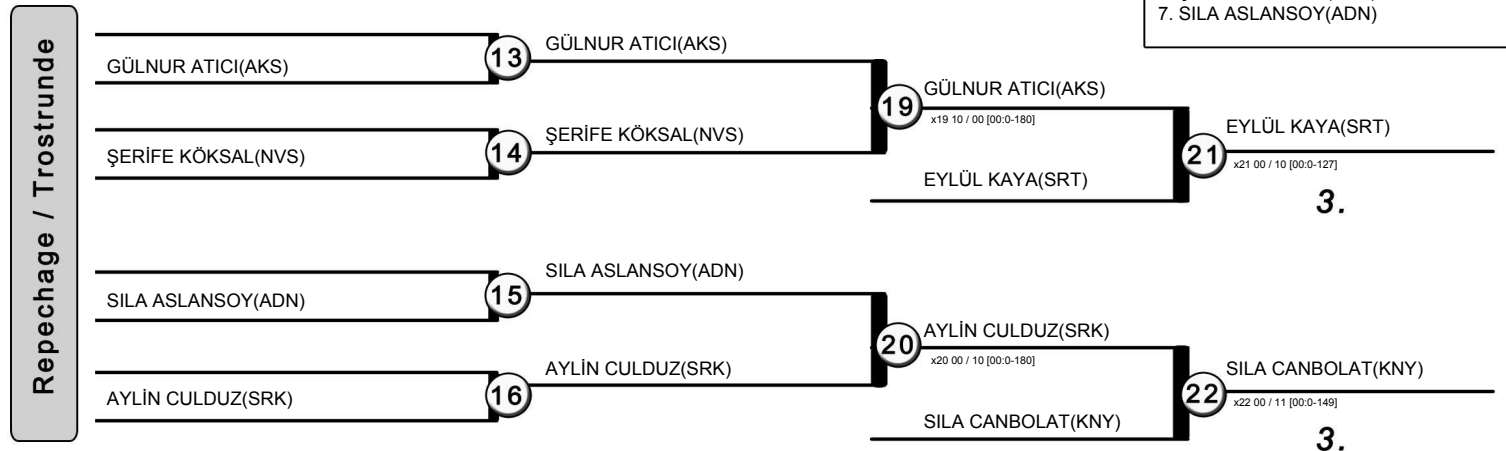 7. SILA ASLANSOY(ADN)
Repechage / Trostrunde
GÜLNUR ATICI(AKS)
13
GÜLNUR ATICI(AKS)
ŞERİFE KÖKSAL(NVS)
14
ŞERİFE KÖKSAL(NVS)
19
GÜLNUR ATICI(AKS)
x19 10 / 00 [00:0-180]
EYLÜL KAYA(SRT)
21
EYLÜL KAYA(SRT)
x21 00 / 10 [00:0-127]
3.
SILA ASLANSOY(ADN)
15
SILA ASLANSOY(ADN)
AYLİN CULDUZ(SRK)
16
AYLİN CULDUZ(SRK)
20
AYLİN CULDUZ(SRK)
x20 00 / 10 [00:0-180]
SILA CANBOLAT(KNY)
22
SILA CANBOLAT(KNY)
x22 00 / 11 [00:0-149]
3.